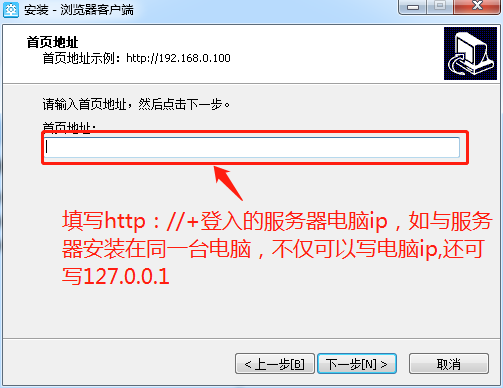 安装 - 浏览器客户端
首页地址
首页地址示例：http://192.168.0.100
请输入首页地址，然后点击下一步。
首页地址：
填写http：//+登入的服务器电脑ip，如与服务
器安装在同一台电脑，不仅可以写电脑ip,还可
写127.0.0.1
< 上一步[B]
下一步[N] >
取消